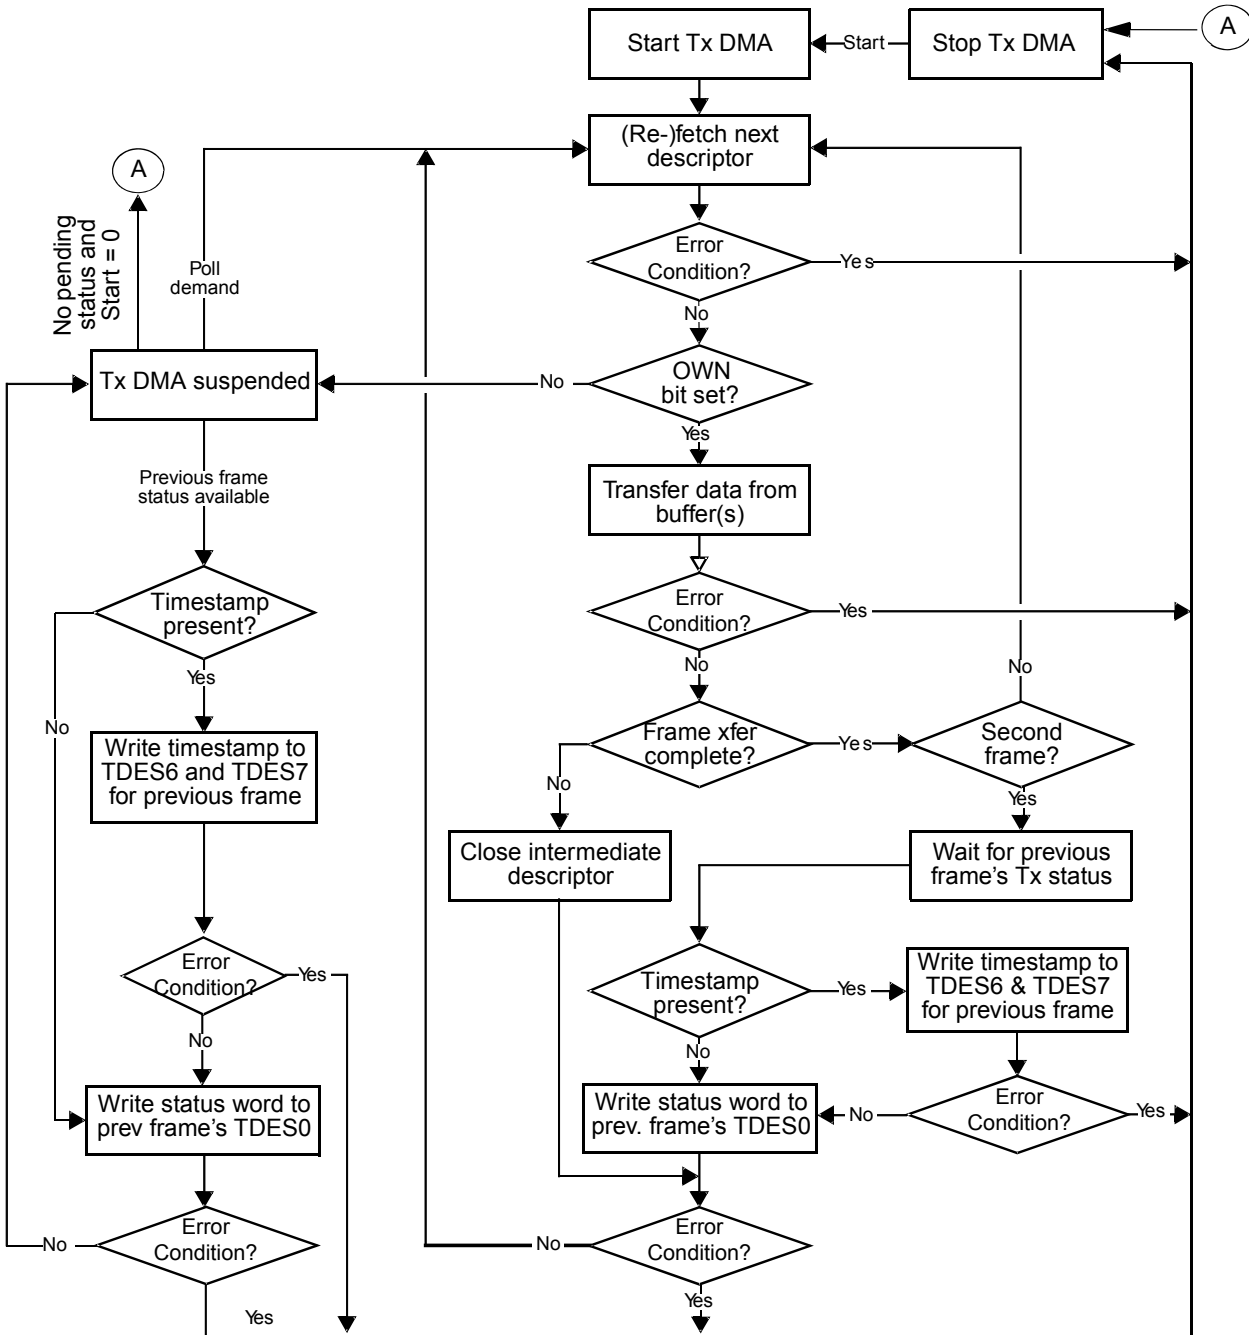 Start Tx DMA
Start
Stop Tx DMA
A
(Re-)fetch next
descriptor
A
No pending
status and
Start = 0
Poll
demand
Error
Condition?
Yes
No
Tx DMA suspended
No
OWN
bit set?
Yes
Previous frame
status available
Transfer data from
buffer(s)
Timestamp
present?
Error
Condition?
Yes
No
Yes
No
No
No
Write timestamp to
TDES6 and TDES7
for previous frame
Frame xfer
complete?
Yes
Second
frame?
No
Yes
Close intermediate
descriptor
Wait for previous
frame's Tx status
Error
Condition?
Yes
No
Timestamp
present?
Yes
Write timestamp to
TDES6 & TDES7
for previous frame
No
Write status word to
prev frame's TDES0
Write status word to
prev. frame's TDES0
No
Error
Condition?
Yes
No
Error
Condition?
Yes
No
Error
Condition?
Yes